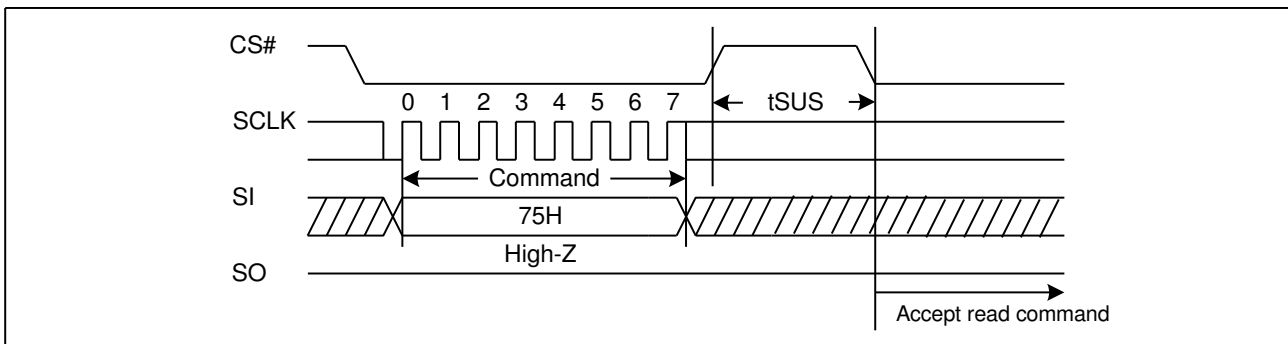 CS#
0 1 2 3 4 5 6 7
tSUS
SCLK
Command
SI
75H
High-Z
SO
Accept read command